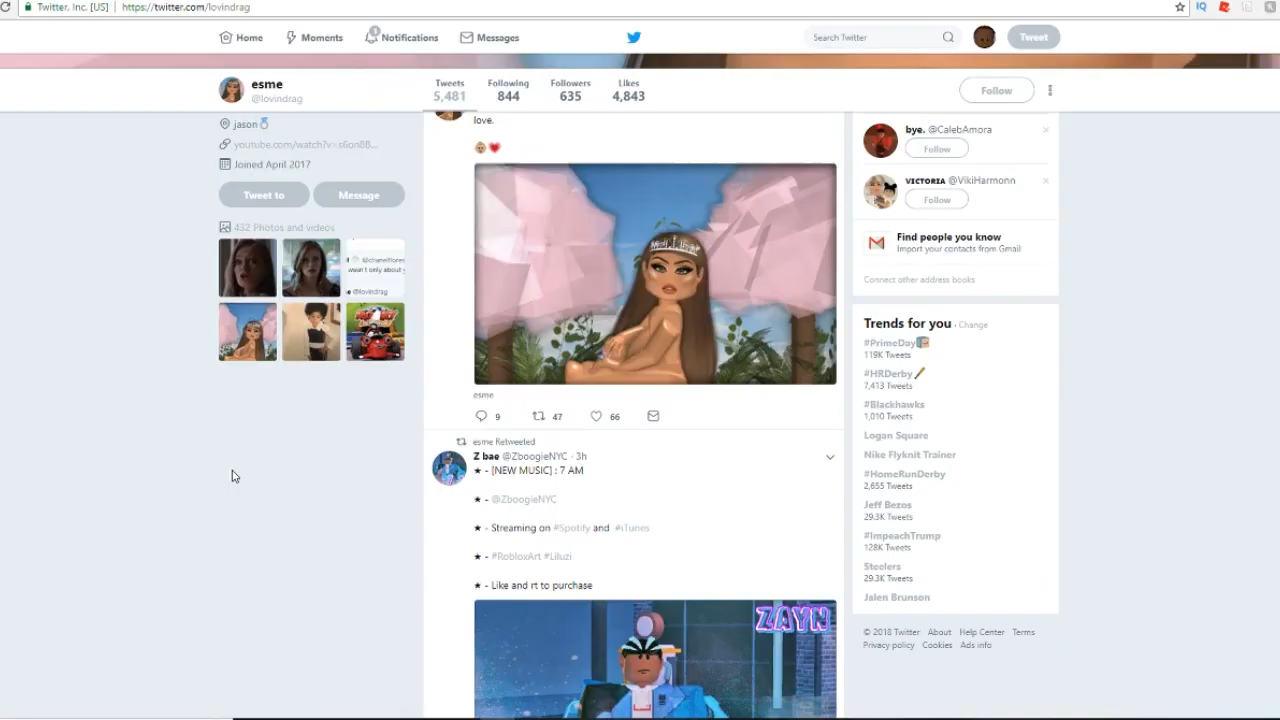 Twitter, Inc. [US] | https://twitter.com/lovindrag
Home Moments Notifications Messages Search Twitter Tweet
esme
@lovindrag
Tweets 5,481
Following 844
Followers 635
Likes 4,843
Follow
jason
Joined April 2017
Tweet to Message
432 Photos and videos
@lovindrag
love.
esme
9 47 66
esme Retweeted
Z bae @ZboogieNYC · 3h
★ - [NEW MUSIC] : 7 AM
★ - @ZboogieNYC
★ - Streaming on #Spotify and #iTunes
★ - #RobloxArt #Liluzi
★ - Like and rt to purchase
ZAYN
bye. @CalebAmora
Follow
VICTORIA @VikiHarmonn
Follow
Find people you know
Import your contacts from Gmail
Connect other address books
Trends for you · Change
#PrimeDay
119K Tweets
#HRDerby
7,413 Tweets
#Blackhawks
1,010 Tweets
Logan Square
Nike Flyknit Trainer
#HomeRunDerby
2,655 Tweets
Jeff Bezos
29.3K Tweets
#ImpeachTrump
128K Tweets
Steelers
29.3K Tweets
Jalen Brunson
© 2018 Twitter About Help Center Terms
Privacy policy Cookies Ads info